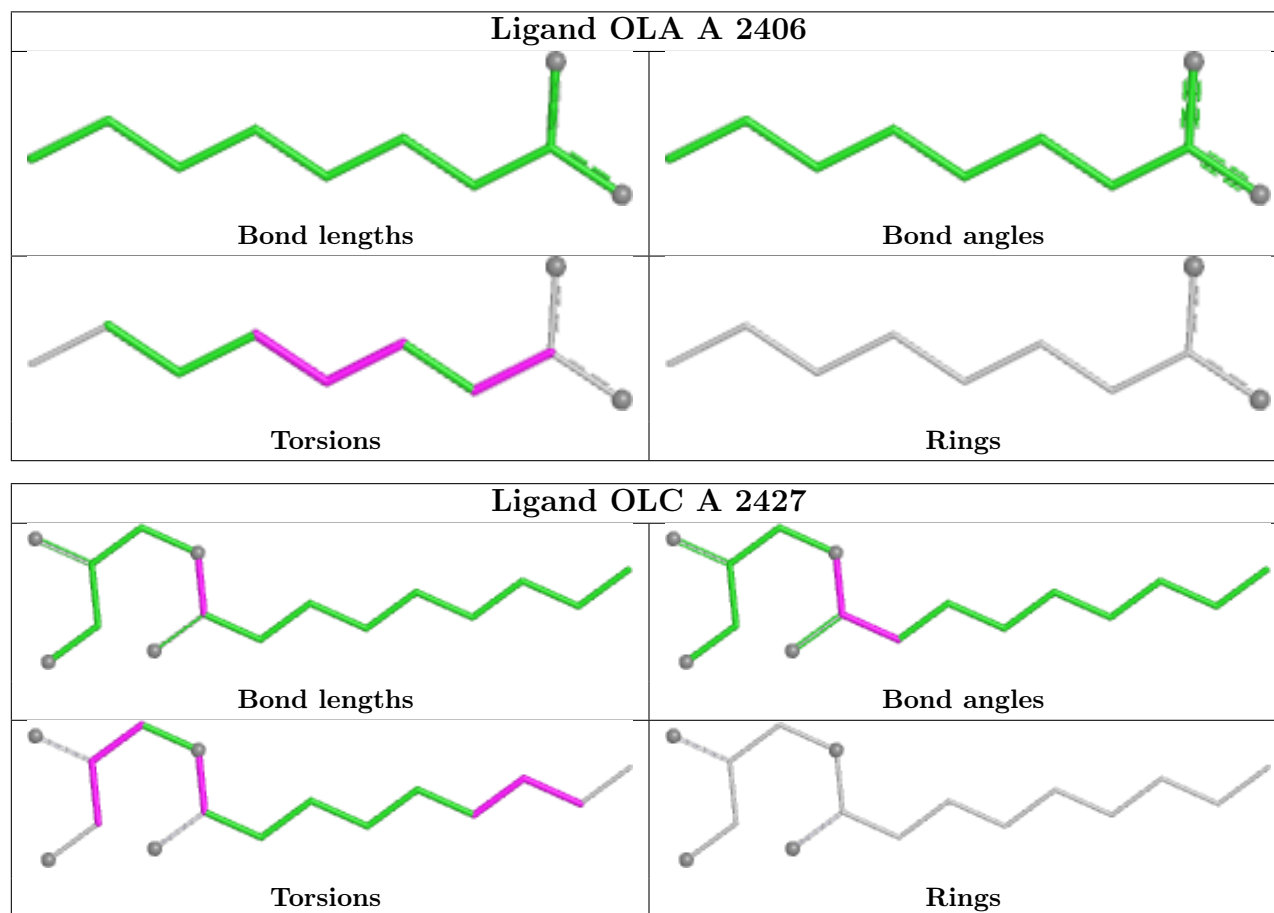 Ligand OLA A 2406
Bond lengths
Bond angles
Torsions
Rings
Ligand OLC A 2427
Bond lengths
Bond angles
Torsions
Rings